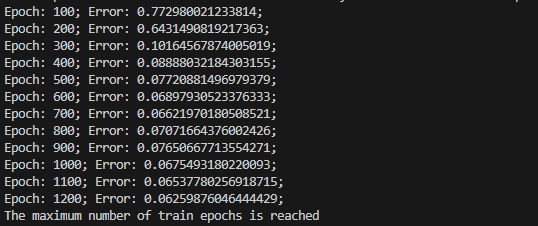 Epoch: 100; Error: 0.772980021233814;
Epoch: 200; Error: 0.6431490819217363;
Epoch: 300; Error: 0.10164567874005019;
Epoch: 400; Error: 0.08888032184303155;
Epoch: 500; Error: 0.07720881496979379;
Epoch: 600; Error: 0.06897930523376333;
Epoch: 700; Error: 0.06621970180508521;
Epoch: 800; Error: 0.07071664376002426;
Epoch: 900; Error: 0.07650667713554271;
Epoch: 1000; Error: 0.0675493180220093;
Epoch: 1100; Error: 0.06537780256918715;
Epoch: 1200; Error: 0.06259876046444429;
The maximum number of train epochs is reached